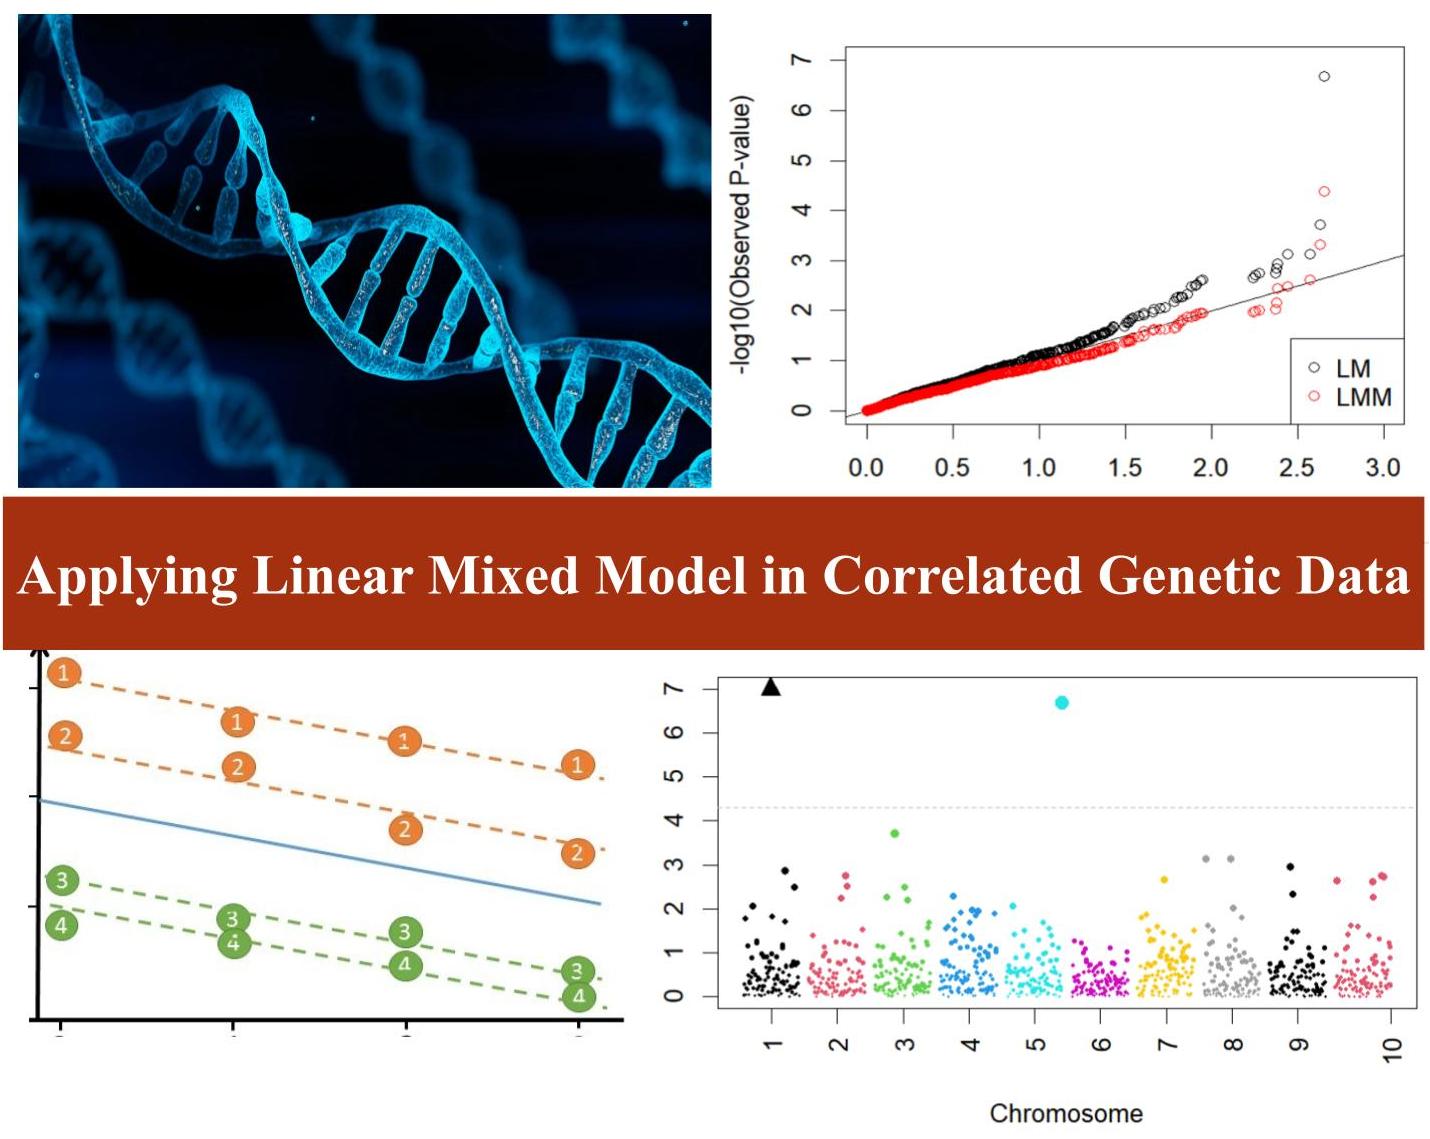 -log10(Observed P-value)
7
6
5
4
3
2
1
0
LM
LMM
0.0 0.5 1.0 1.5 2.0 2.5 3.0
Applying Linear Mixed Model in Correlated Genetic Data
1 1 1 1
2 2 2 2
3 3 3 3
4 4 4 4
7
6
5
4
3
2
1
0
1 2 3 4 5 6 7 8 9 10
Chromosome